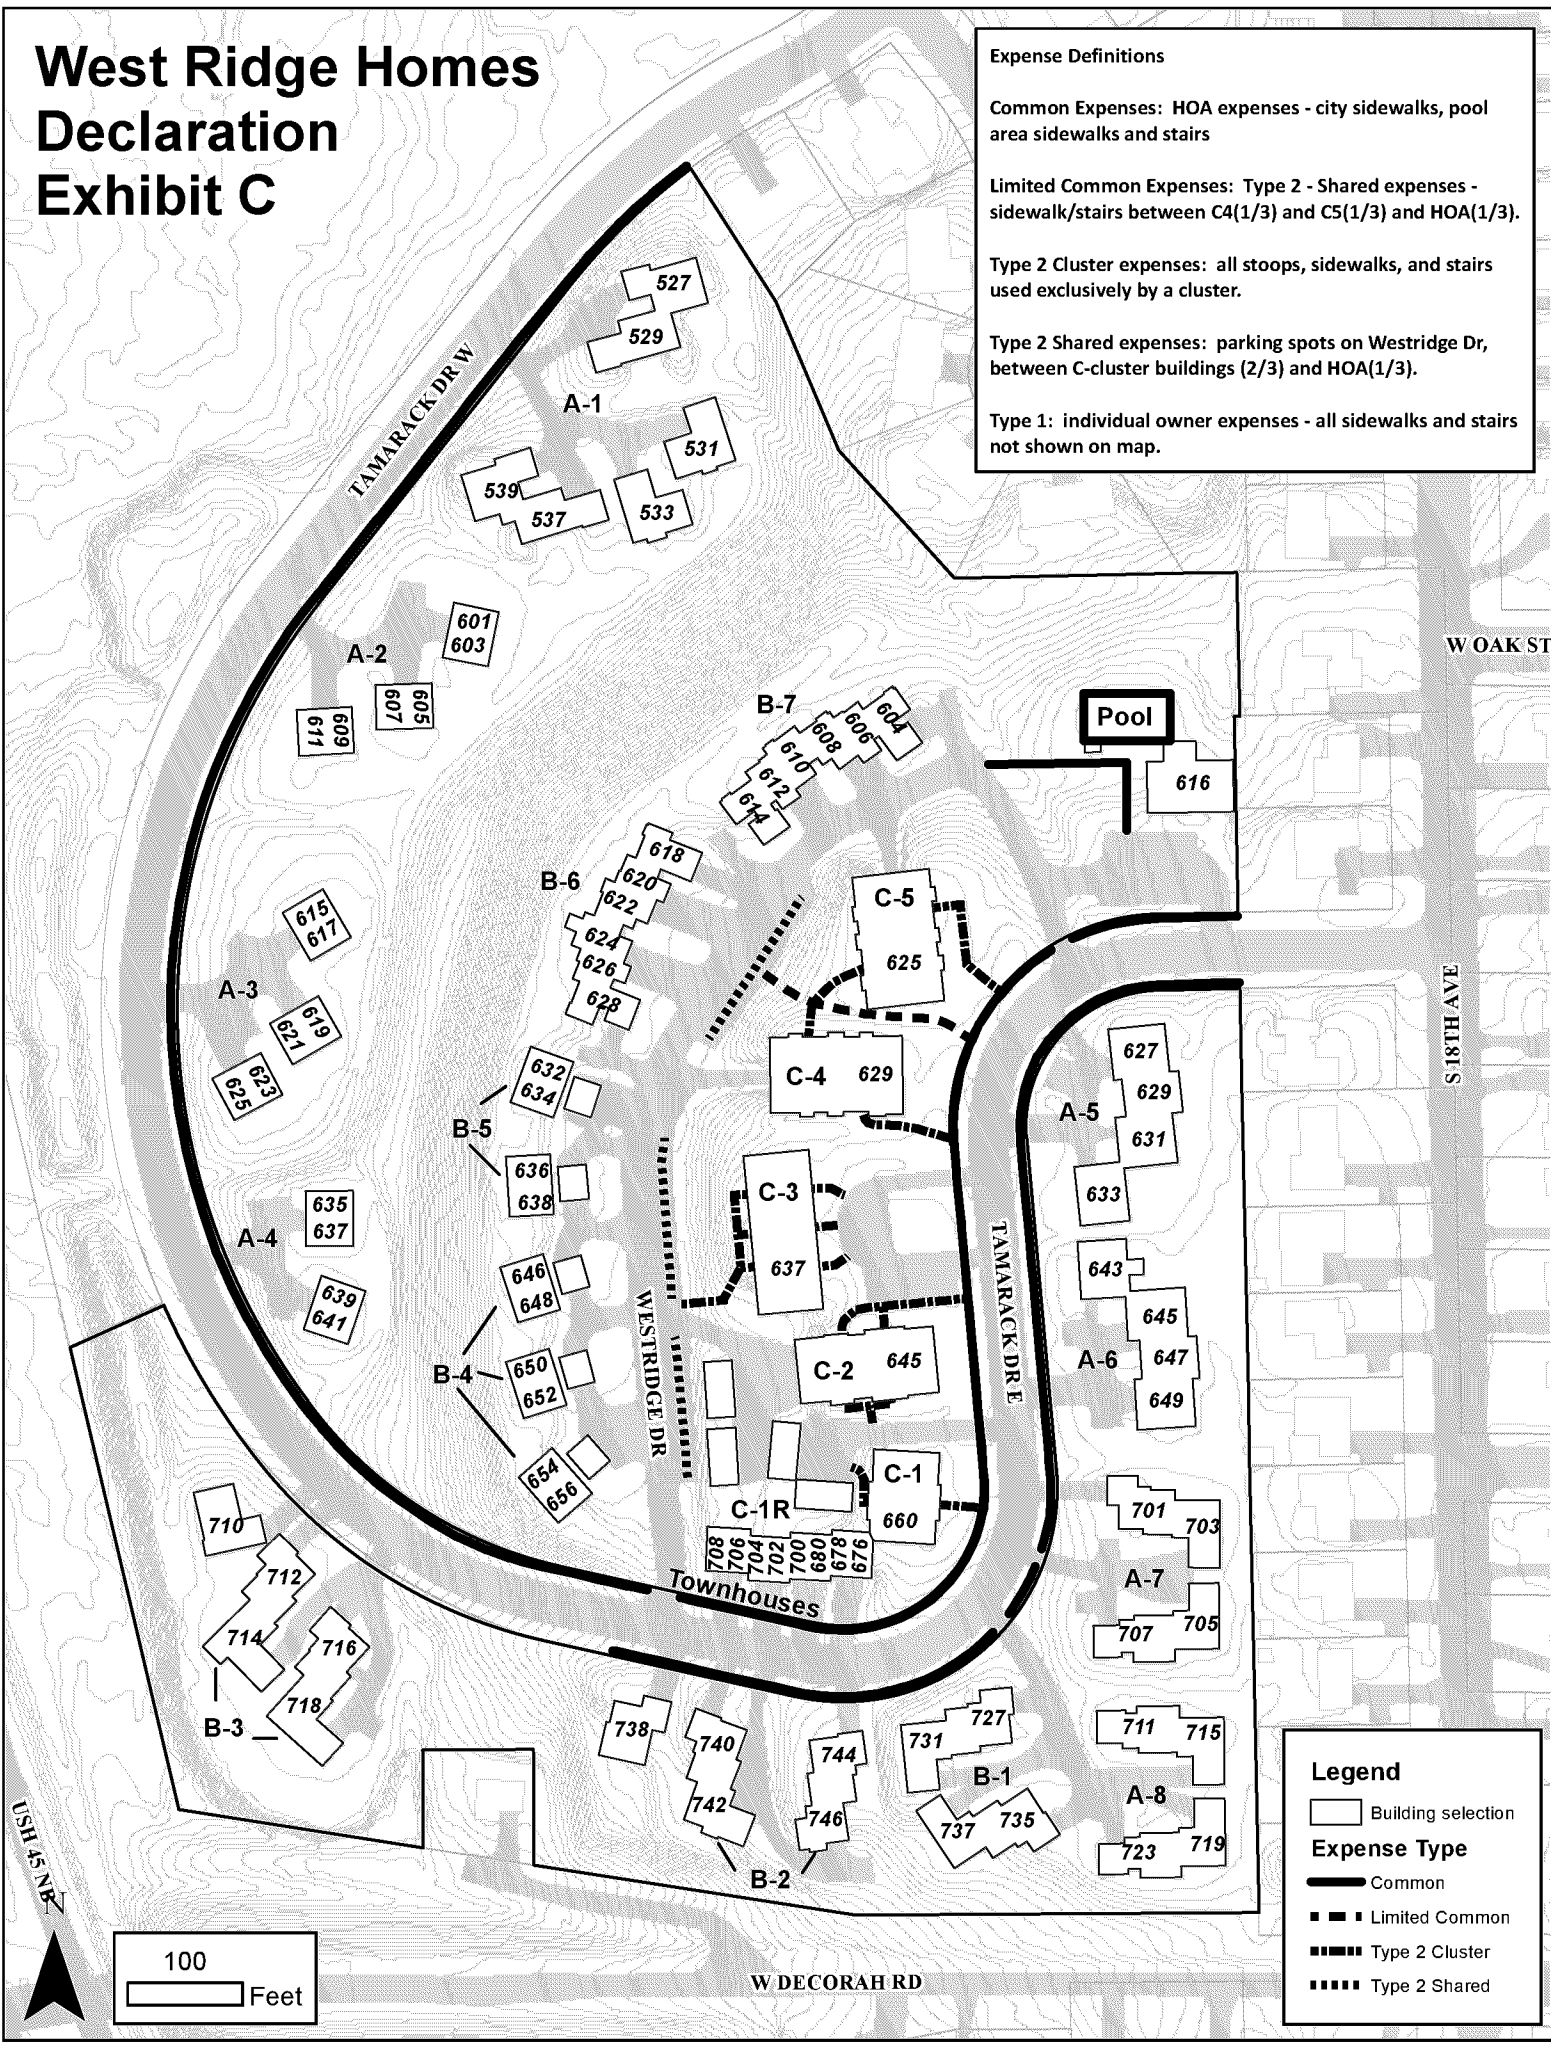 West Ridge Homes
Declaration
Exhibit C
Expense Definitions
Common Expenses:  HOA expenses - city sidewalks, pool
area sidewalks and stairs
Limited Common Expenses:  Type 2 - Shared expenses -
sidewalk/stairs between C4(1/3) and C5(1/3) and HOA(1/3).
Type 2 Cluster expenses:  all stoops, sidewalks, and stairs
used exclusively by a cluster.
Type 2 Shared expenses:  parking spots on Westridge Dr,
between C-cluster buildings (2/3) and HOA(1/3).
Type 1:  individual owner expenses - all sidewalks and stairs
not shown on map.
TAMARACK DR W
527
529
A-1
531
539
537
533
601
603
A-2
607
605
611
609
W OAK ST
B-7
604
606
608
610
612
614
Pool
616
618
B-6
620
622
624
626
628
C-5
625
615
617
A-3
619
621
623
625
S 18TH AVE
632
634
B-5
636
638
C-4
629
627
629
A-5
631
633
635
637
A-4
639
641
C-3
637
TAMARACK DR E
643
645
A-6
647
649
646
648
B-4
650
652
654
656
WESTRIDGE DR
C-2
645
C-1
660
C-1R
708
706
704
702
700
680
678
676
Townhouses
701
703
A-7
705
707
710
712
714
716
718
B-3
738
740
742
744
746
B-2
727
731
B-1
735
737
711
715
A-8
719
723
USH 45 NB
N
100
Feet
W DECORAH RD
Legend
Building selection
Expense Type
Common
Limited Common
Type 2 Cluster
Type 2 Shared